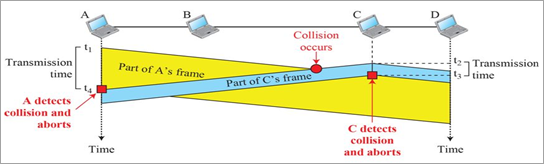 A B C D
Collision
occurs
t1
Transmission
time
t4
Part of A's frame
Part of C's frame
t2
t3
Transmission
time
A detects
collision and
aborts
C detects
collision
and aborts
Time
Time